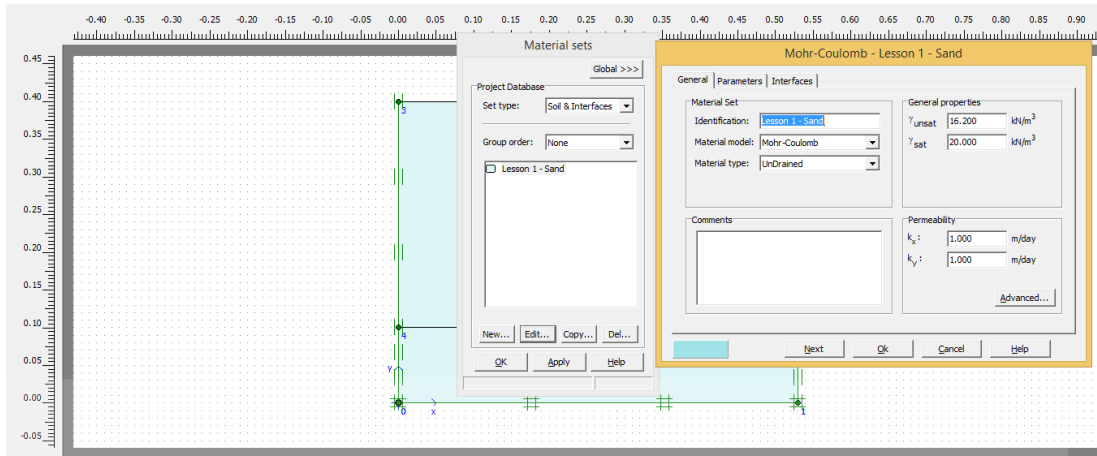 -0.40 -0.35 -0.30 -0.25 -0.20 -0.15 -0.10 -0.05 0.00 0.05 0.10 0.15 0.20 0.25 0.30 0.35 0.40 0.45 0.50 0.55 0.60 0.65 0.70 0.75 0.80 0.85 0.90
Material sets
Global >>>
Project Database
Set type: Soil & Interfaces
Group order: None
Lesson 1 - Sand
New... Edit... Copy... Del...
OK Apply Help
Mohr-Coulomb - Lesson 1 - Sand
General Parameters Interfaces
Material Set
Identification: Lesson 1 - Sand
Material model: Mohr-Coulomb
Material type: UnDrained
General properties
γunsat 16.200 kN/m3
γsat 20.000 kN/m3
Comments
Permeability
kx : 1.000 m/day
ky : 1.000 m/day
Advanced...
Next Ok Cancel Help
0.45
0.40
0.35
0.30
0.25
0.20
0.15
0.10
0.05
0.00
-0.05
3
4
y
0 x 1